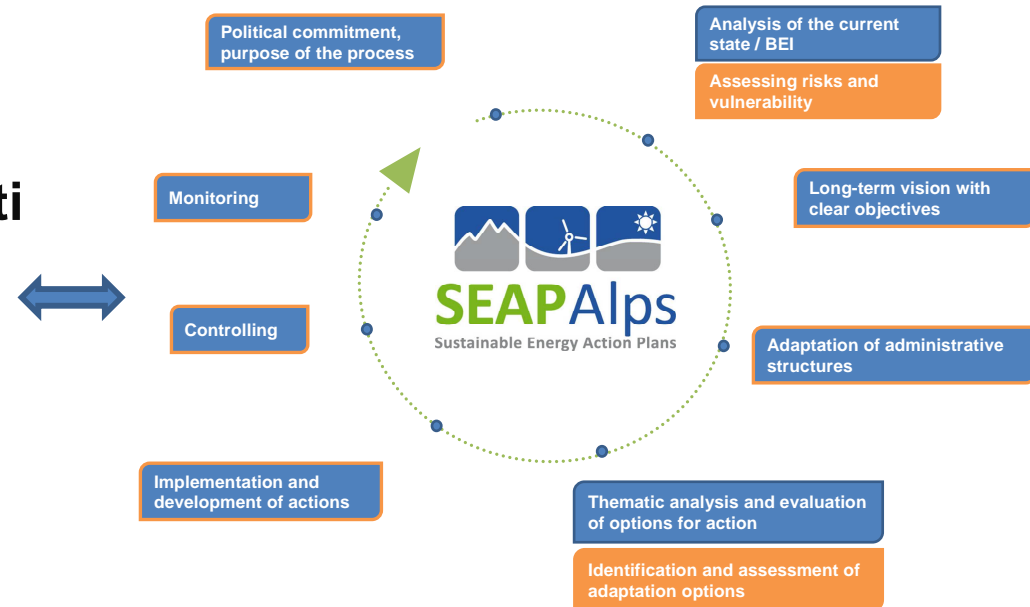 Political commitment,
purpose of the process
Analysis of the current
state / BEI
Assessing risks and
vulnerability
ti
Monitoring
Long-term vision with
clear objectives
SEAPAlps
Sustainable Energy Action Plans
Controlling
Adaptation of administrative
structures
Implementation and
development of actions
Thematic analysis and evaluation
of options for action
Identification and assessment of
adaptation options